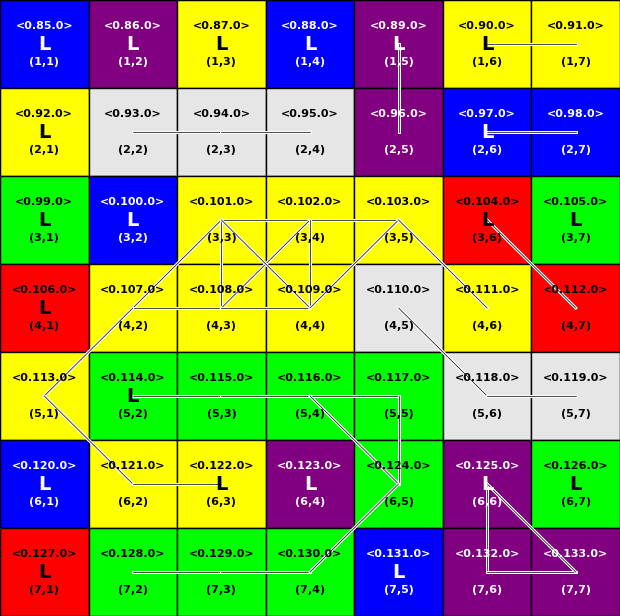 <0.85.0> <0.86.0> <0.87.0> <0.88.0> <0.89.0> <0.90.0> <0.91.0>
L L L L L L
(1,1) (1,2) (1,3) (1,4) (1,5) (1,6) (1,7)
<0.92.0> <0.93.0> <0.94.0> <0.95.0> <0.96.0> <0.97.0> <0.98.0>
L L
(2,1) (2,2) (2,3) (2,4) (2,5) (2,6) (2,7)
<0.99.0> <0.100.0> <0.101.0> <0.102.0> <0.103.0> <0.104.0> <0.105.0>
L L L L
(3,1) (3,2) (3,3) (3,4) (3,5) (3,6) (3,7)
<0.106.0> <0.107.0> <0.108.0> <0.109.0> <0.110.0> <0.111.0> <0.112.0>
L
(4,1) (4,2) (4,3) (4,4) (4,5) (4,6) (4,7)
<0.113.0> <0.114.0> <0.115.0> <0.116.0> <0.117.0> <0.118.0> <0.119.0>
L
(5,1) (5,2) (5,3) (5,4) (5,5) (5,6) (5,7)
<0.120.0> <0.121.0> <0.122.0> <0.123.0> <0.124.0> <0.125.0> <0.126.0>
L L L L L
(6,1) (6,2) (6,3) (6,4) (6,5) (6,6) (6,7)
<0.127.0> <0.128.0> <0.129.0> <0.130.0> <0.131.0> <0.132.0> <0.133.0>
L L
(7,1) (7,2) (7,3) (7,4) (7,5) (7,6) (7,7)